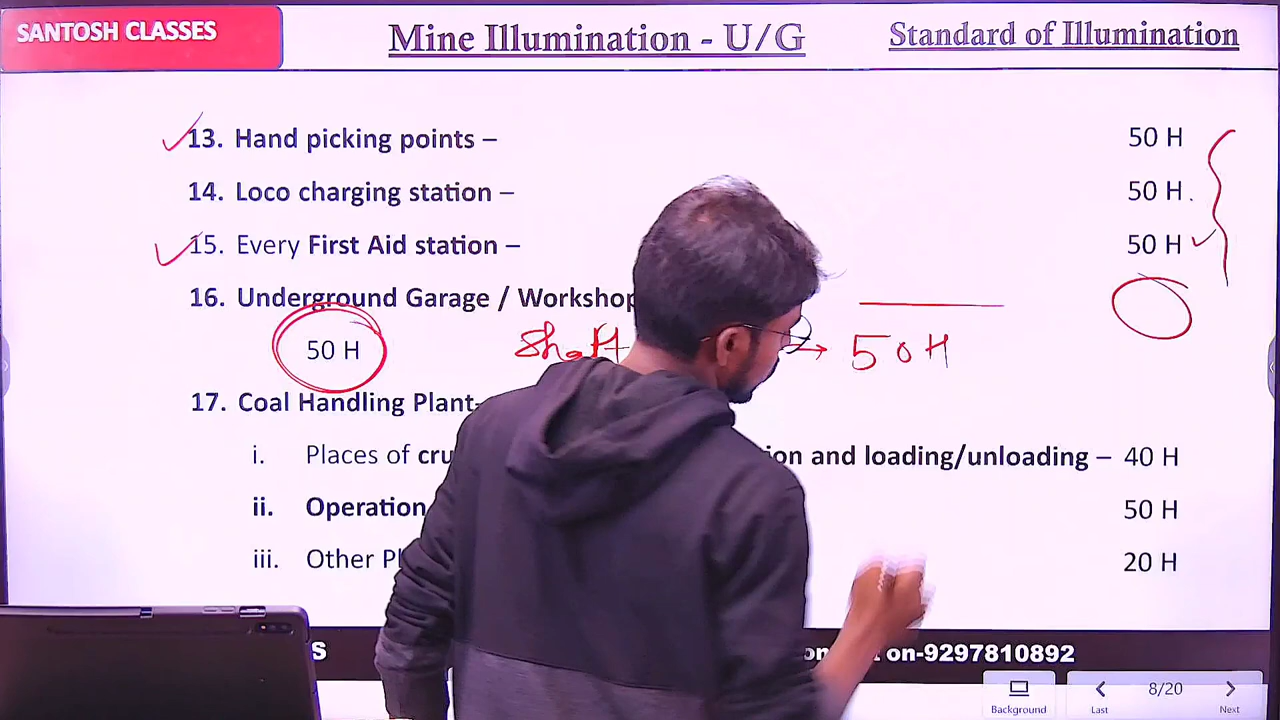 SANTOSH CLASSES
Mine Illumination - U/G
Standard of Illumination
13. Hand picking points – 50 H
14. Loco charging station – 50 H
15. Every First Aid station – 50 H
16. Underground Garage / Workshop
50 H → 50H
17. Coal Handling Plant-
i. Places of and loading/unloading – 40 H
ii. Operation 50 H
iii. Other 20 H
on-9297810892
Background
Last
8/20
Next